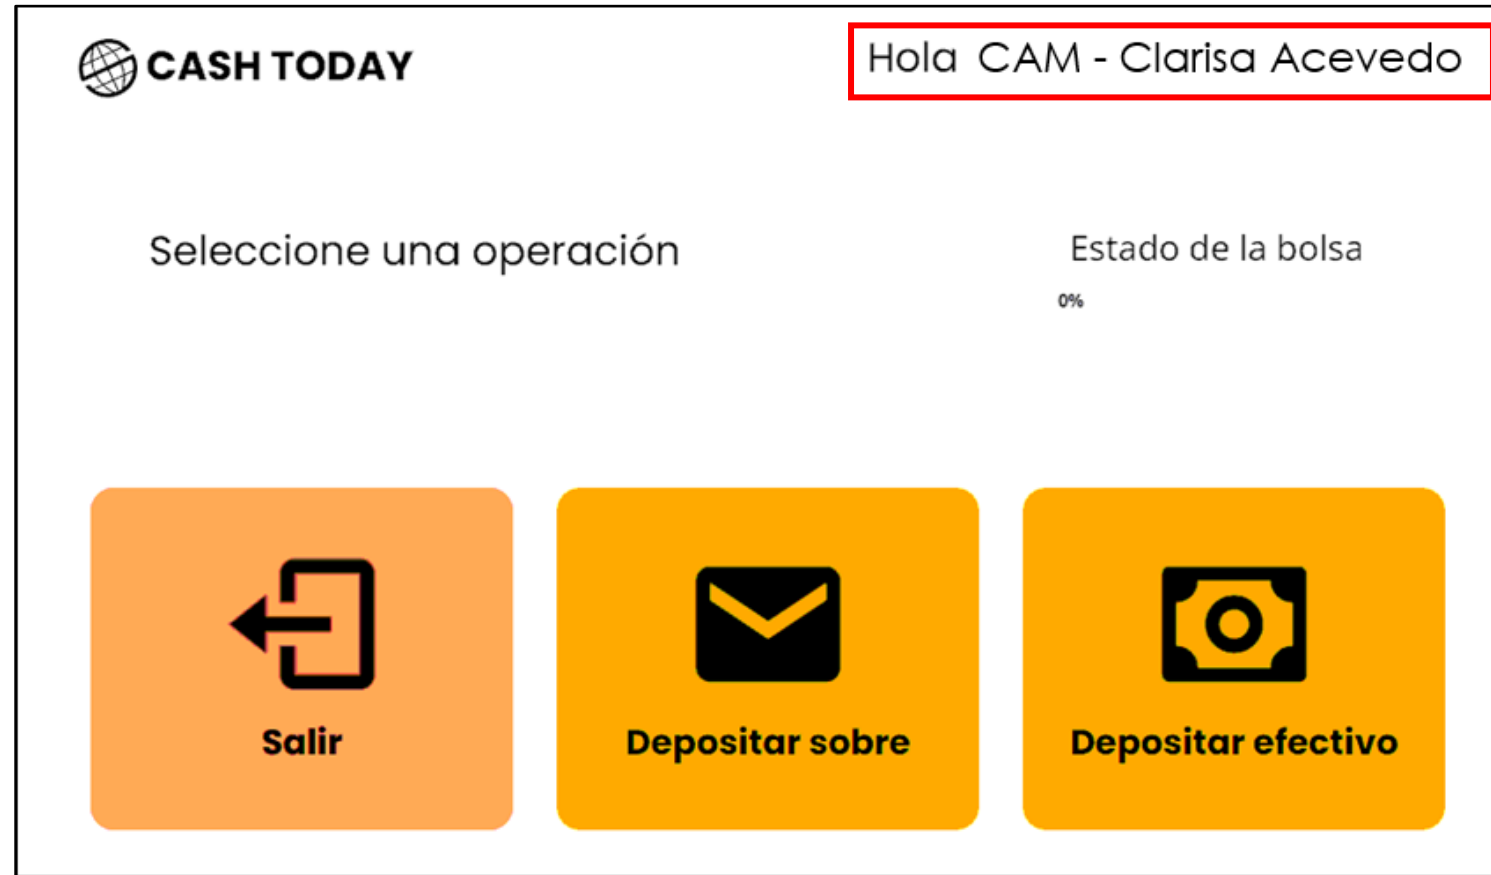 CASH TODAY
Hola CAM - Clarisa Acevedo
Seleccione una operación
Estado de la bolsa
0%
Salir
Depositar sobre
Depositar efectivo